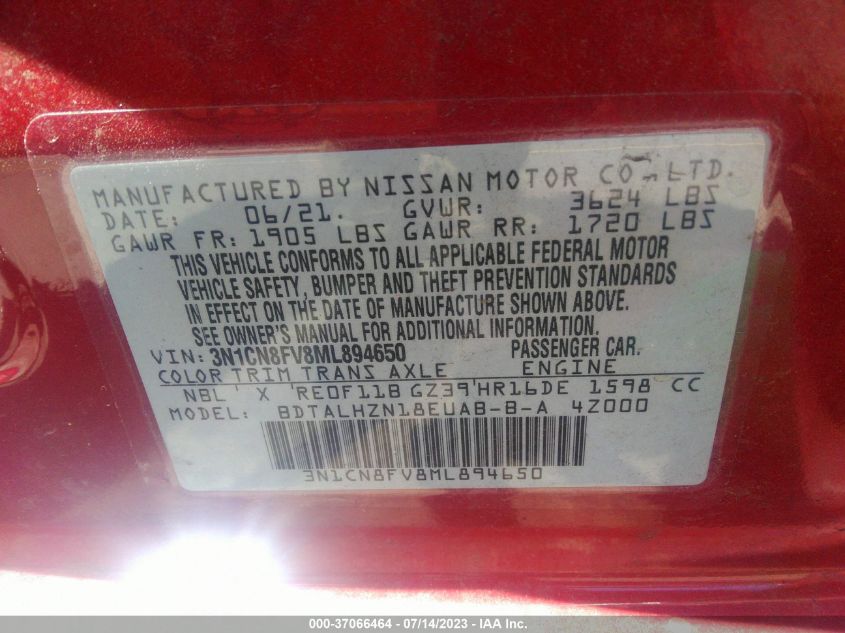 MANUFACTURED BY NISSAN MOTOR CO., LTD.
DATE: 06/21. GVWR: 3624 LBS
GAWR FR: 1905 LBS GAWR RR: 1720 LBS
THIS VEHICLE CONFORMS TO ALL APPLICABLE FEDERAL MOTOR
VEHICLE SAFETY, BUMPER AND THEFT PREVENTION STANDARDS
IN EFFECT ON THE DATE OF MANUFACTURE SHOWN ABOVE.
SEE OWNER'S MANUAL FOR ADDITIONAL INFORMATION.
VIN: 3N1CN8FV8ML894650 PASSENGER CAR.
COLOR TRIM TRANS AXLE ENGINE
NBL X RE0F11B GZ39 HR16DE 1598 CC
MODEL: BDTALHZN18EUAB-B-A 4Z000
3N1CN8FV8ML894650
000-37066464 - 07/14/2023 - IAA Inc.